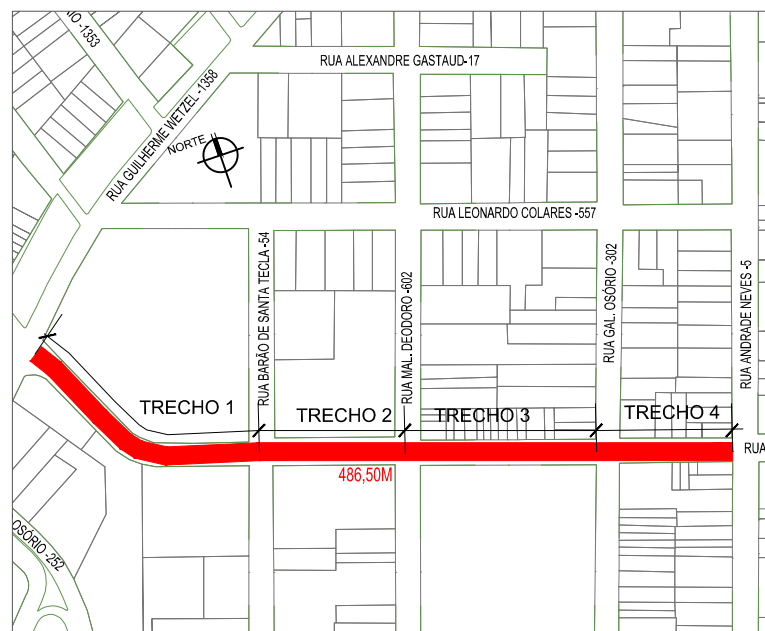 IO -1353
RUA ALEXANDRE GASTAUD-17
RUA GUILHERME WETZEL -1358
NORTE
RUA LEONARDO COLARES -557
RUA BARÃO DE SANTA TECLA -54
RUA MAL. DEODORO -602
RUA GAL. OSÓRIO -302
RUA ANDRADE NEVES -5
TRECHO 1
TRECHO 2
TRECHO 3
TRECHO 4
RUA
486,50M
OSÓRIO -252